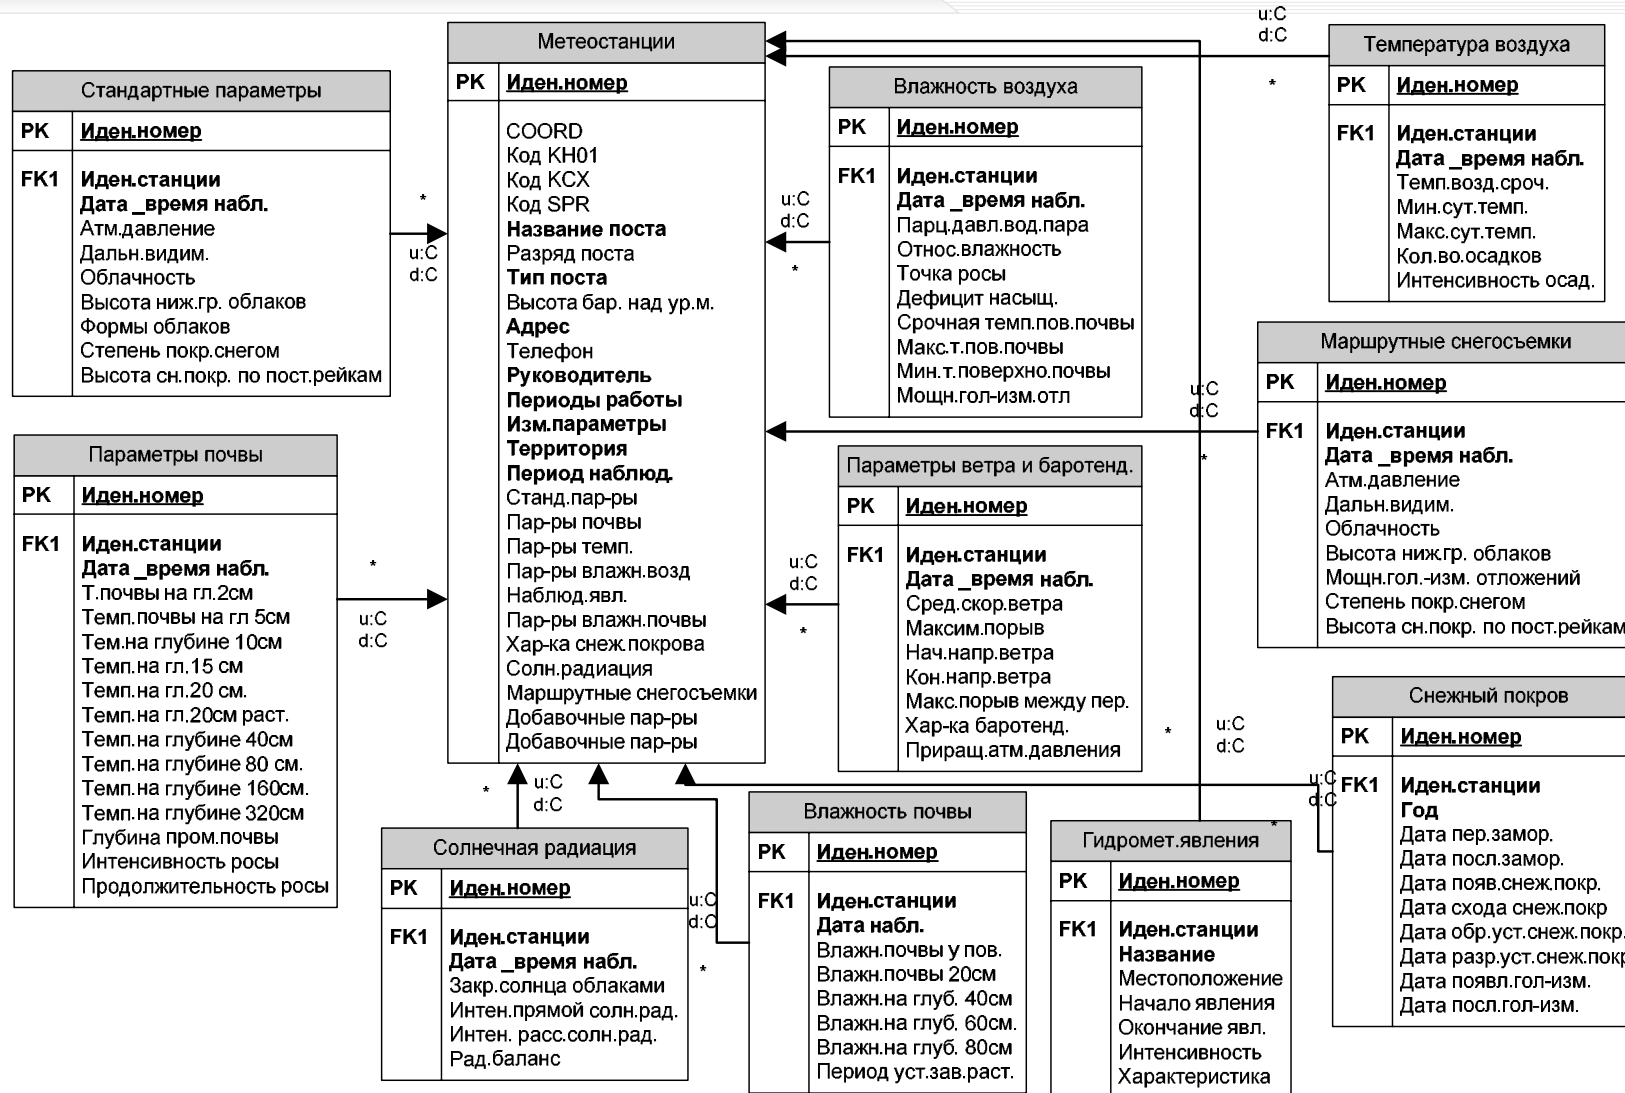 Метеостанции
PK Иден.номер
COORD
Код КН01
Код КСХ
Код SPR
Название поста
Разряд поста
Тип поста
Высота бар. над ур.м.
Адрес
Телефон
Руководитель
Периоды работы
Изм.параметры
Территория
Период наблюд.
Станд.пар-ры
Пар-ры почвы
Пар-ры темп.
Пар-ры влажн.возд
Наблюд.явл.
Пар-ры влажн.почвы
Хар-ка снеж.покрова
Солн.радиация
Маршрутные снегосъемки
Добавочные пар-ры
Добавочные пар-ры
Стандартные параметры
PK Иден.номер
FK1 Иден.станции
Дата _время набл.
Атм.давление
Дальн.видим.
Облачность
Высота ниж.гр. облаков
Формы облаков
Степень покр.снегом
Высота сн.покр. по пост.рейкам
*
u:C
d:C
Параметры почвы
PK Иден.номер
FK1 Иден.станции
Дата _время набл.
Т.почвы на гл.2см
Темп.почвы на гл 5см
Тем.на глубине 10см
Темп.на гл.15 см
Темп.на гл.20 см.
Темп.на гл.20см раст.
Темп.на глубине 40см
Темп.на глубине 80 см.
Темп.на глубине 160см.
Темп.на глубине 320см
Глубина пром.почвы
Интенсивность росы
Продолжительность росы
*
u:C
d:C
Влажность воздуха
PK Иден.номер
FK1 Иден.станции
Дата _время набл.
Парц.давл.вод.пара
Относ.влажность
Точка росы
Дефицит насыщ.
Срочная темп.пов.почвы
Макс.т.пов.почвы
Мин.т.поверхно.почвы
Мощн.гол-изм.отл
u:C
d:C
*
Параметры ветра и баротенд.
PK Иден.номер
FK1 Иден.станции
Дата _время набл.
Сред.скор.ветра
Максим.порыв
Нач.напр.ветра
Кон.напр.ветра
Макс.порыв между пер.
Хар-ка баротенд.
Приращ.атм.давления
u:C
d:C
*
Температура воздуха
PK Иден.номер
FK1 Иден.станции
Дата _время набл.
Темп.возд.сроч.
Мин.сут.темп.
Макс.сут.темп.
Кол.во.осадков
Интенсивность осад.
u:C
d:C
*
Маршрутные снегосъемки
PK Иден.номер
FK1 Иден.станции
Дата _время набл.
Атм.давление
Дальн.видим.
Облачность
Высота ниж.гр. облаков
Мощн.гол.-изм. отложений
Степень покр.снегом
Высота сн.покр. по пост.рейкам
u:C
d:C
*
Снежный покров
PK Иден.номер
FK1 Иден.станции
Год
Дата пер.замор.
Дата посл.замор.
Дата появ.снеж.покр.
Дата схода снеж.покр
Дата обр.уст.снеж.покр.
Дата разр.уст.снеж.покр
Дата появл.гол-изм.
Дата посл.гол-изм.
u:C
d:C
*
Солнечная радиация
PK Иден.номер
FK1 Иден.станции
Дата _время набл.
Закр.солнца облаками
Интен.прямой солн.рад.
Интен. расс.солн.рад.
Рад.баланс
*
u:C
d:C
Влажность почвы
PK Иден.номер
FK1 Иден.станции
Дата набл.
Влажн.почвы у пов.
Влажн.почвы 20см
Влажн.на глуб. 40см
Влажн.на глуб. 60см.
Влажн.на глуб. 80см
Период уст.зав.раст.
u:C
d:C
*
Гидромет.явления
PK Иден.номер
FK1 Иден.станции
Название
Местоположение
Начало явления
Окончание явл.
Интенсивность
Характеристика
*
u:C
d:C